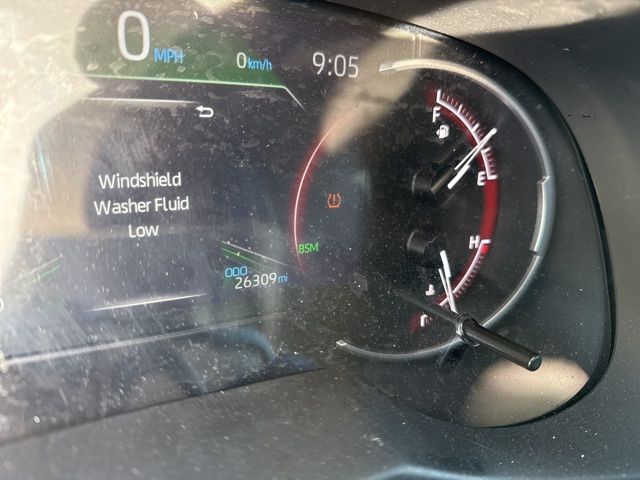 0 MPH 0 km/h 9:05
Windshield
Washer Fluid
Low
BSM
ODO
26309 mi
F
E
H
C